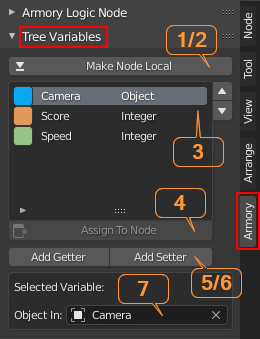 Armory Logic Node
Tree Variables
1/2
Make Node Local
Camera Object
Score Integer
Speed Integer
3
4
Assign To Node
Add Getter Add Setter
5/6
Selected Variable:
7
Object In: Camera
Node
Tool
View
Arrange
Armory